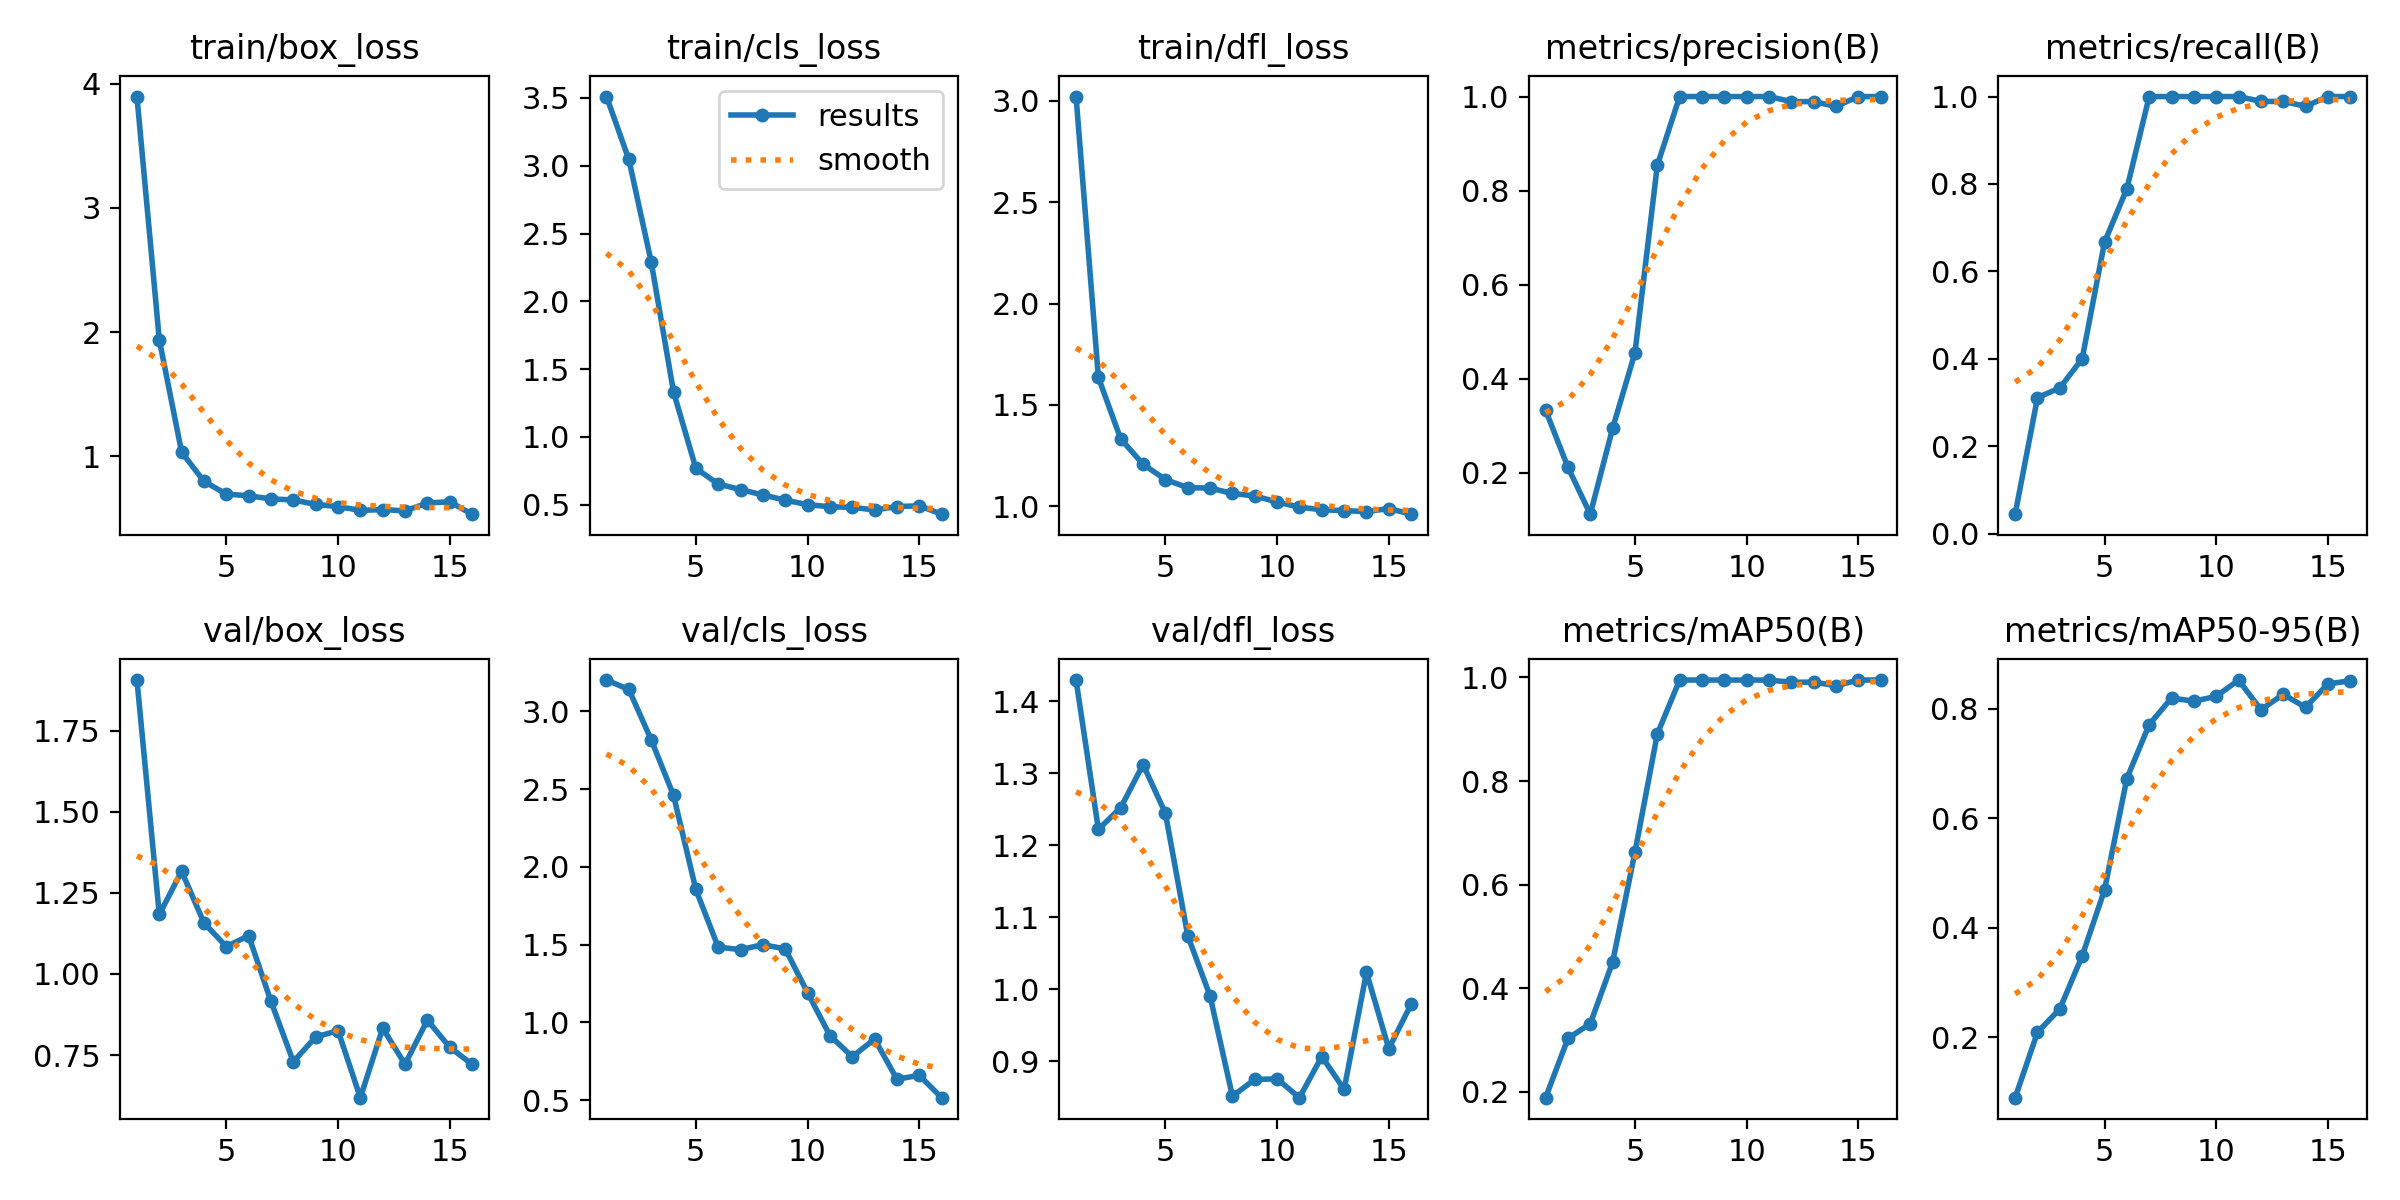 train/box_loss
4
3
2
1
5 10 15
train/cls_loss
results
smooth
3.5
3.0
2.5
2.0
1.5
1.0
0.5
5 10 15
train/dfl_loss
3.0
2.5
2.0
1.5
1.0
5 10 15
metrics/precision(B)
1.0
0.8
0.6
0.4
0.2
5 10 15
metrics/recall(B)
1.0
0.8
0.6
0.4
0.2
0.0
5 10 15
val/box_loss
1.75
1.50
1.25
1.00
0.75
5 10 15
val/cls_loss
3.0
2.5
2.0
1.5
1.0
0.5
5 10 15
val/dfl_loss
1.4
1.3
1.2
1.1
1.0
0.9
5 10 15
metrics/mAP50(B)
1.0
0.8
0.6
0.4
0.2
5 10 15
metrics/mAP50-95(B)
0.8
0.6
0.4
0.2
5 10 15